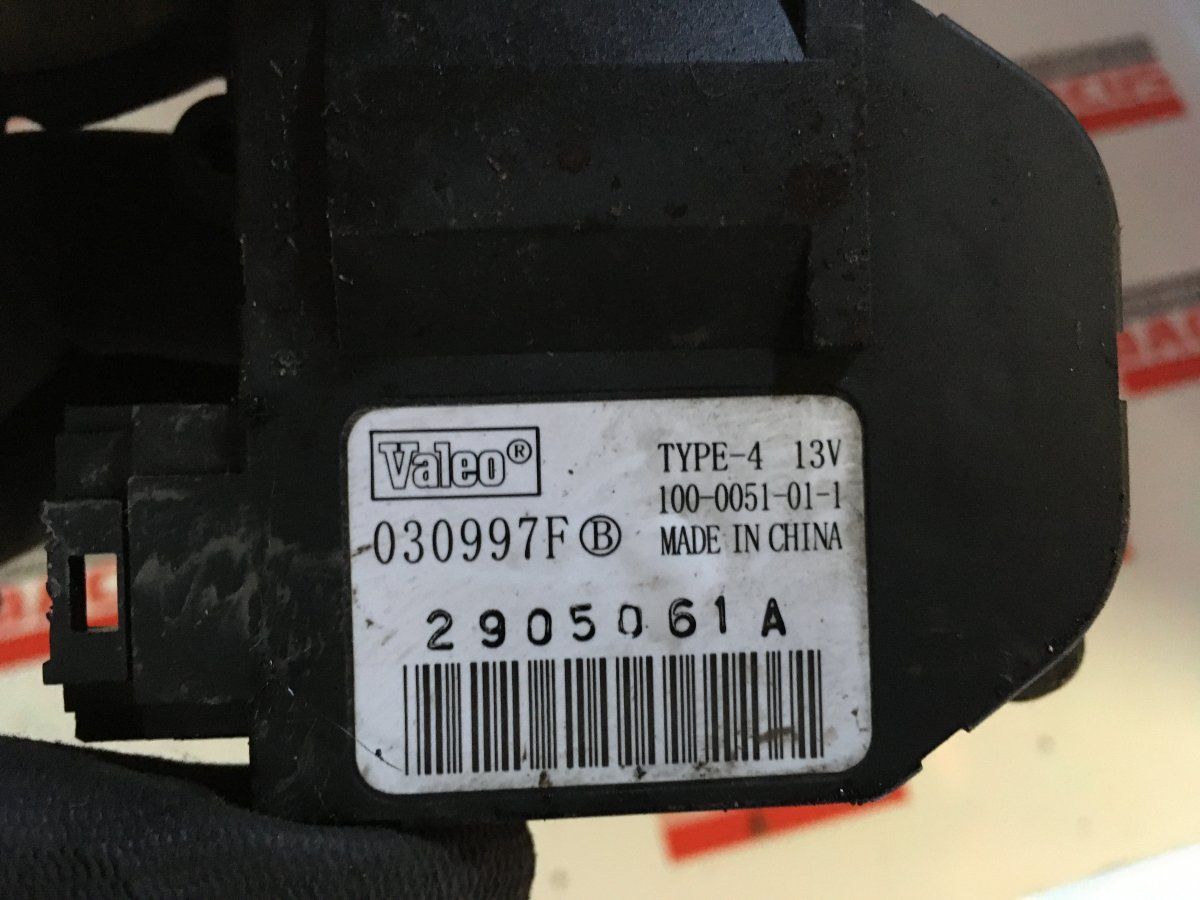 Valeo®
TYPE-4 13V
100-0051-01-1
030997F Ⓑ
MADE IN CHINA
2905061A